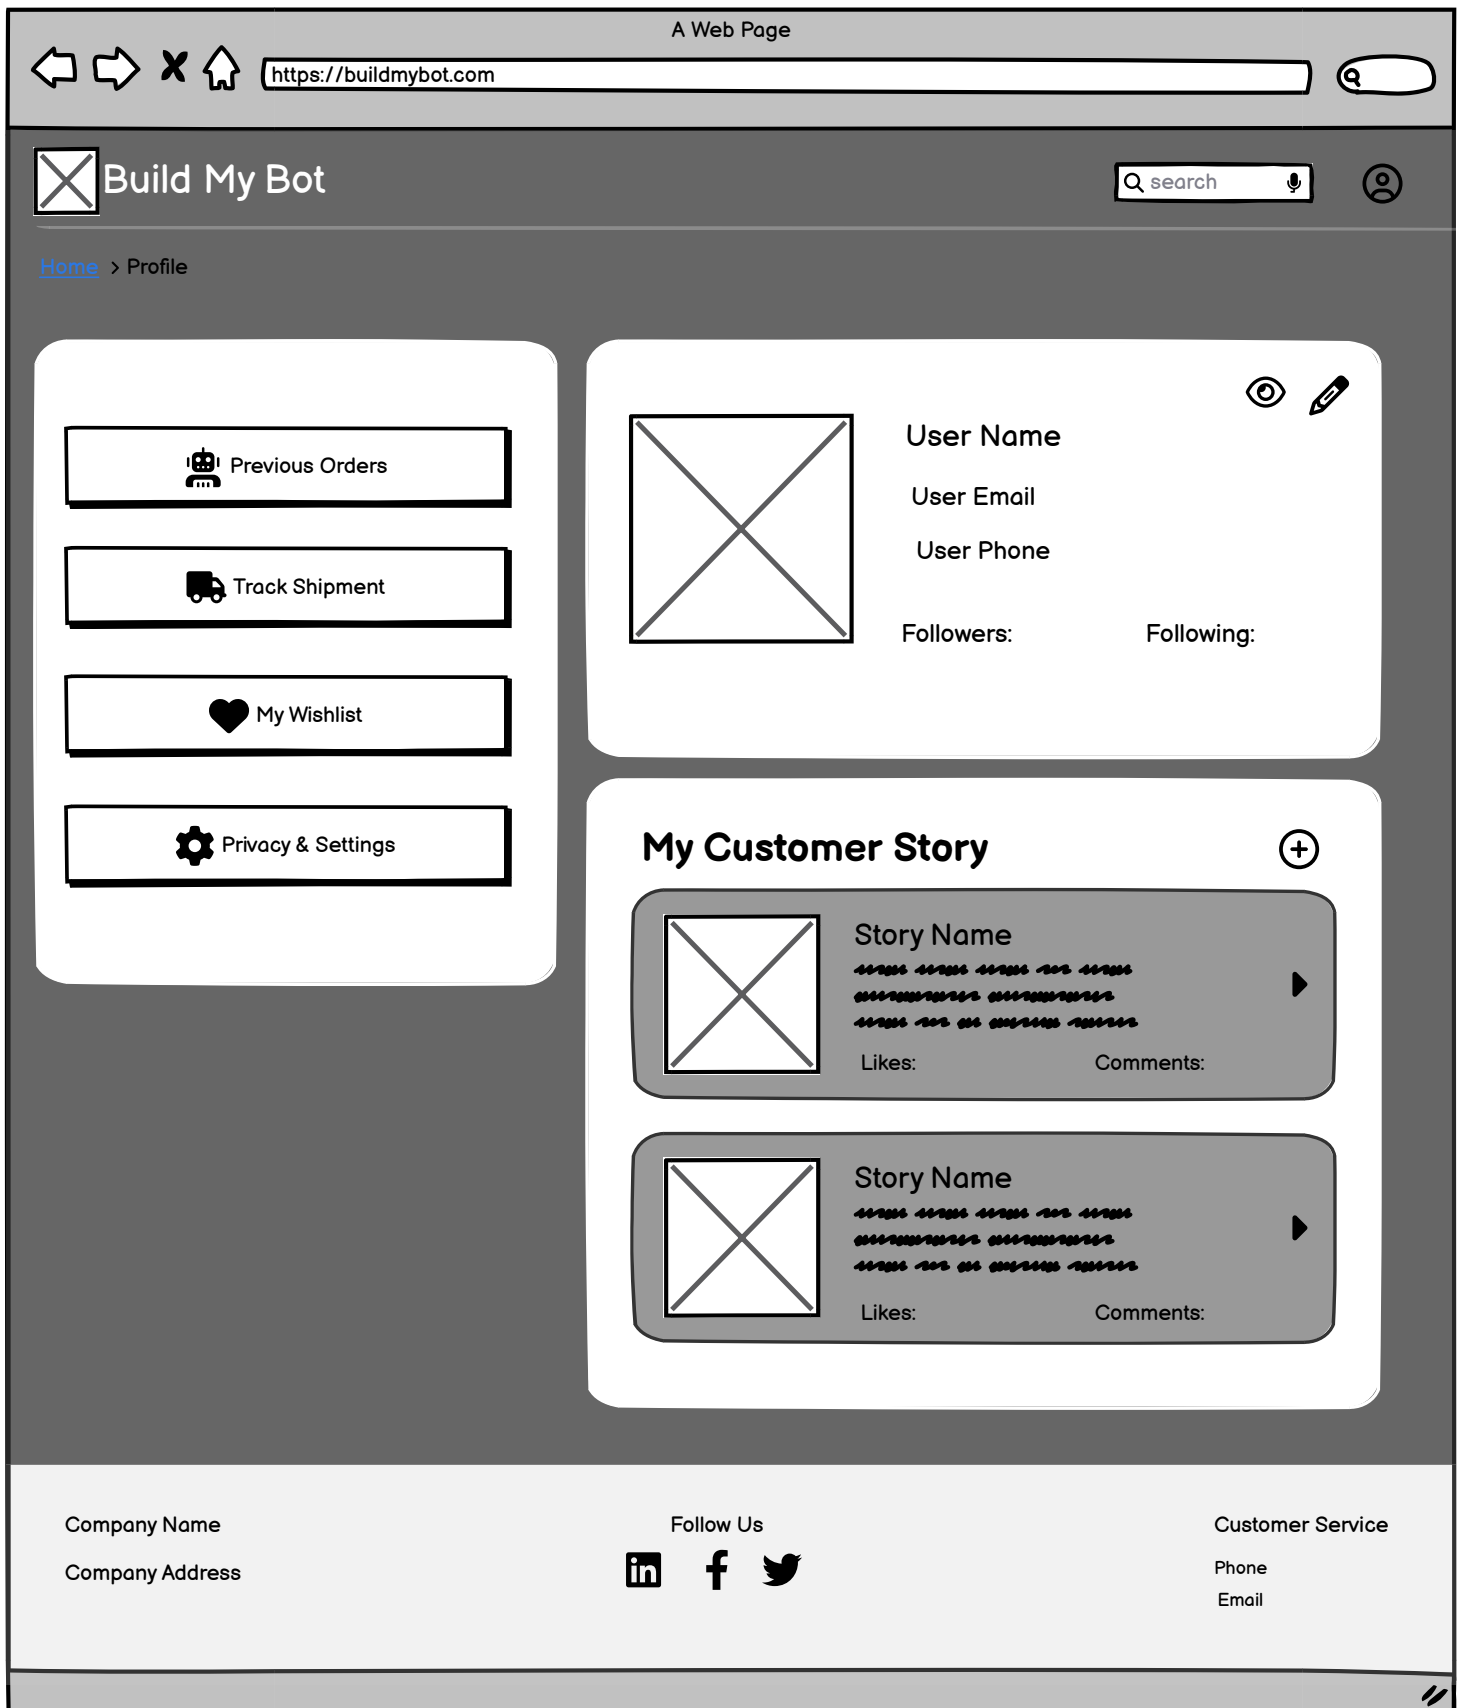 A Web Page
https://buildmybot.com
Build My Bot
search
Home > Profile
Previous Orders
Track Shipment
My Wishlist
Privacy & Settings
User Name
User Email
User Phone
Followers: Following:
My Customer Story
Story Name
Likes: Comments:
Story Name
Likes: Comments:
Company Name
Company Address
Follow Us
in f
Customer Service
Phone
Email